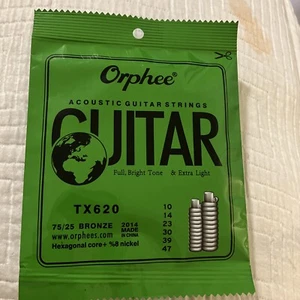 Orphee®
ACOUSTIC GUITAR STRINGS
GUITAR
Full, Bright Tone & Extra Light
TX620
75/25 BRONZE 2014
www.orphees.com MADE IN CHINA
Hexagonal core+ %8 nickel
10
14
23
30
39
47